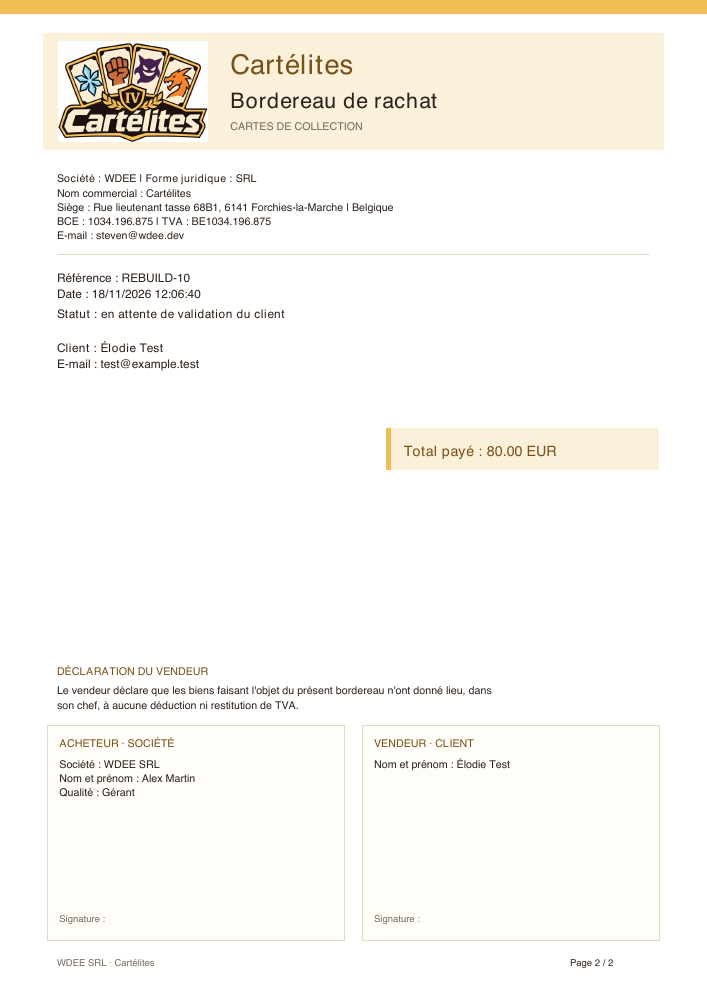 IV
Cartélites
Cartélites
Bordereau de rachat
CARTES DE COLLECTION
Société : WDEE | Forme juridique : SRL
Nom commercial : Cartélites
Siège : Rue lieutenant tasse 68B1, 6141 Forchies-la-Marche | Belgique
BCE : 1034.196.875 | TVA : BE1034.196.875
E-mail : steven@wdee.dev
Référence : REBUILD-10
Date : 18/11/2026 12:06:40
Statut : en attente de validation du client
Client : Élodie Test
E-mail : test@example.test
Total payé : 80.00 EUR
DÉCLARATION DU VENDEUR
Le vendeur déclare que les biens faisant l'objet du présent bordereau n'ont donné lieu, dans
son chef, à aucune déduction ni restitution de TVA.
ACHETEUR · SOCIÉTÉ
Société : WDEE SRL
Nom et prénom : Alex Martin
Qualité : Gérant
Signature :
VENDEUR · CLIENT
Nom et prénom : Élodie Test
Signature :
WDEE SRL · Cartélites
Page 2 / 2